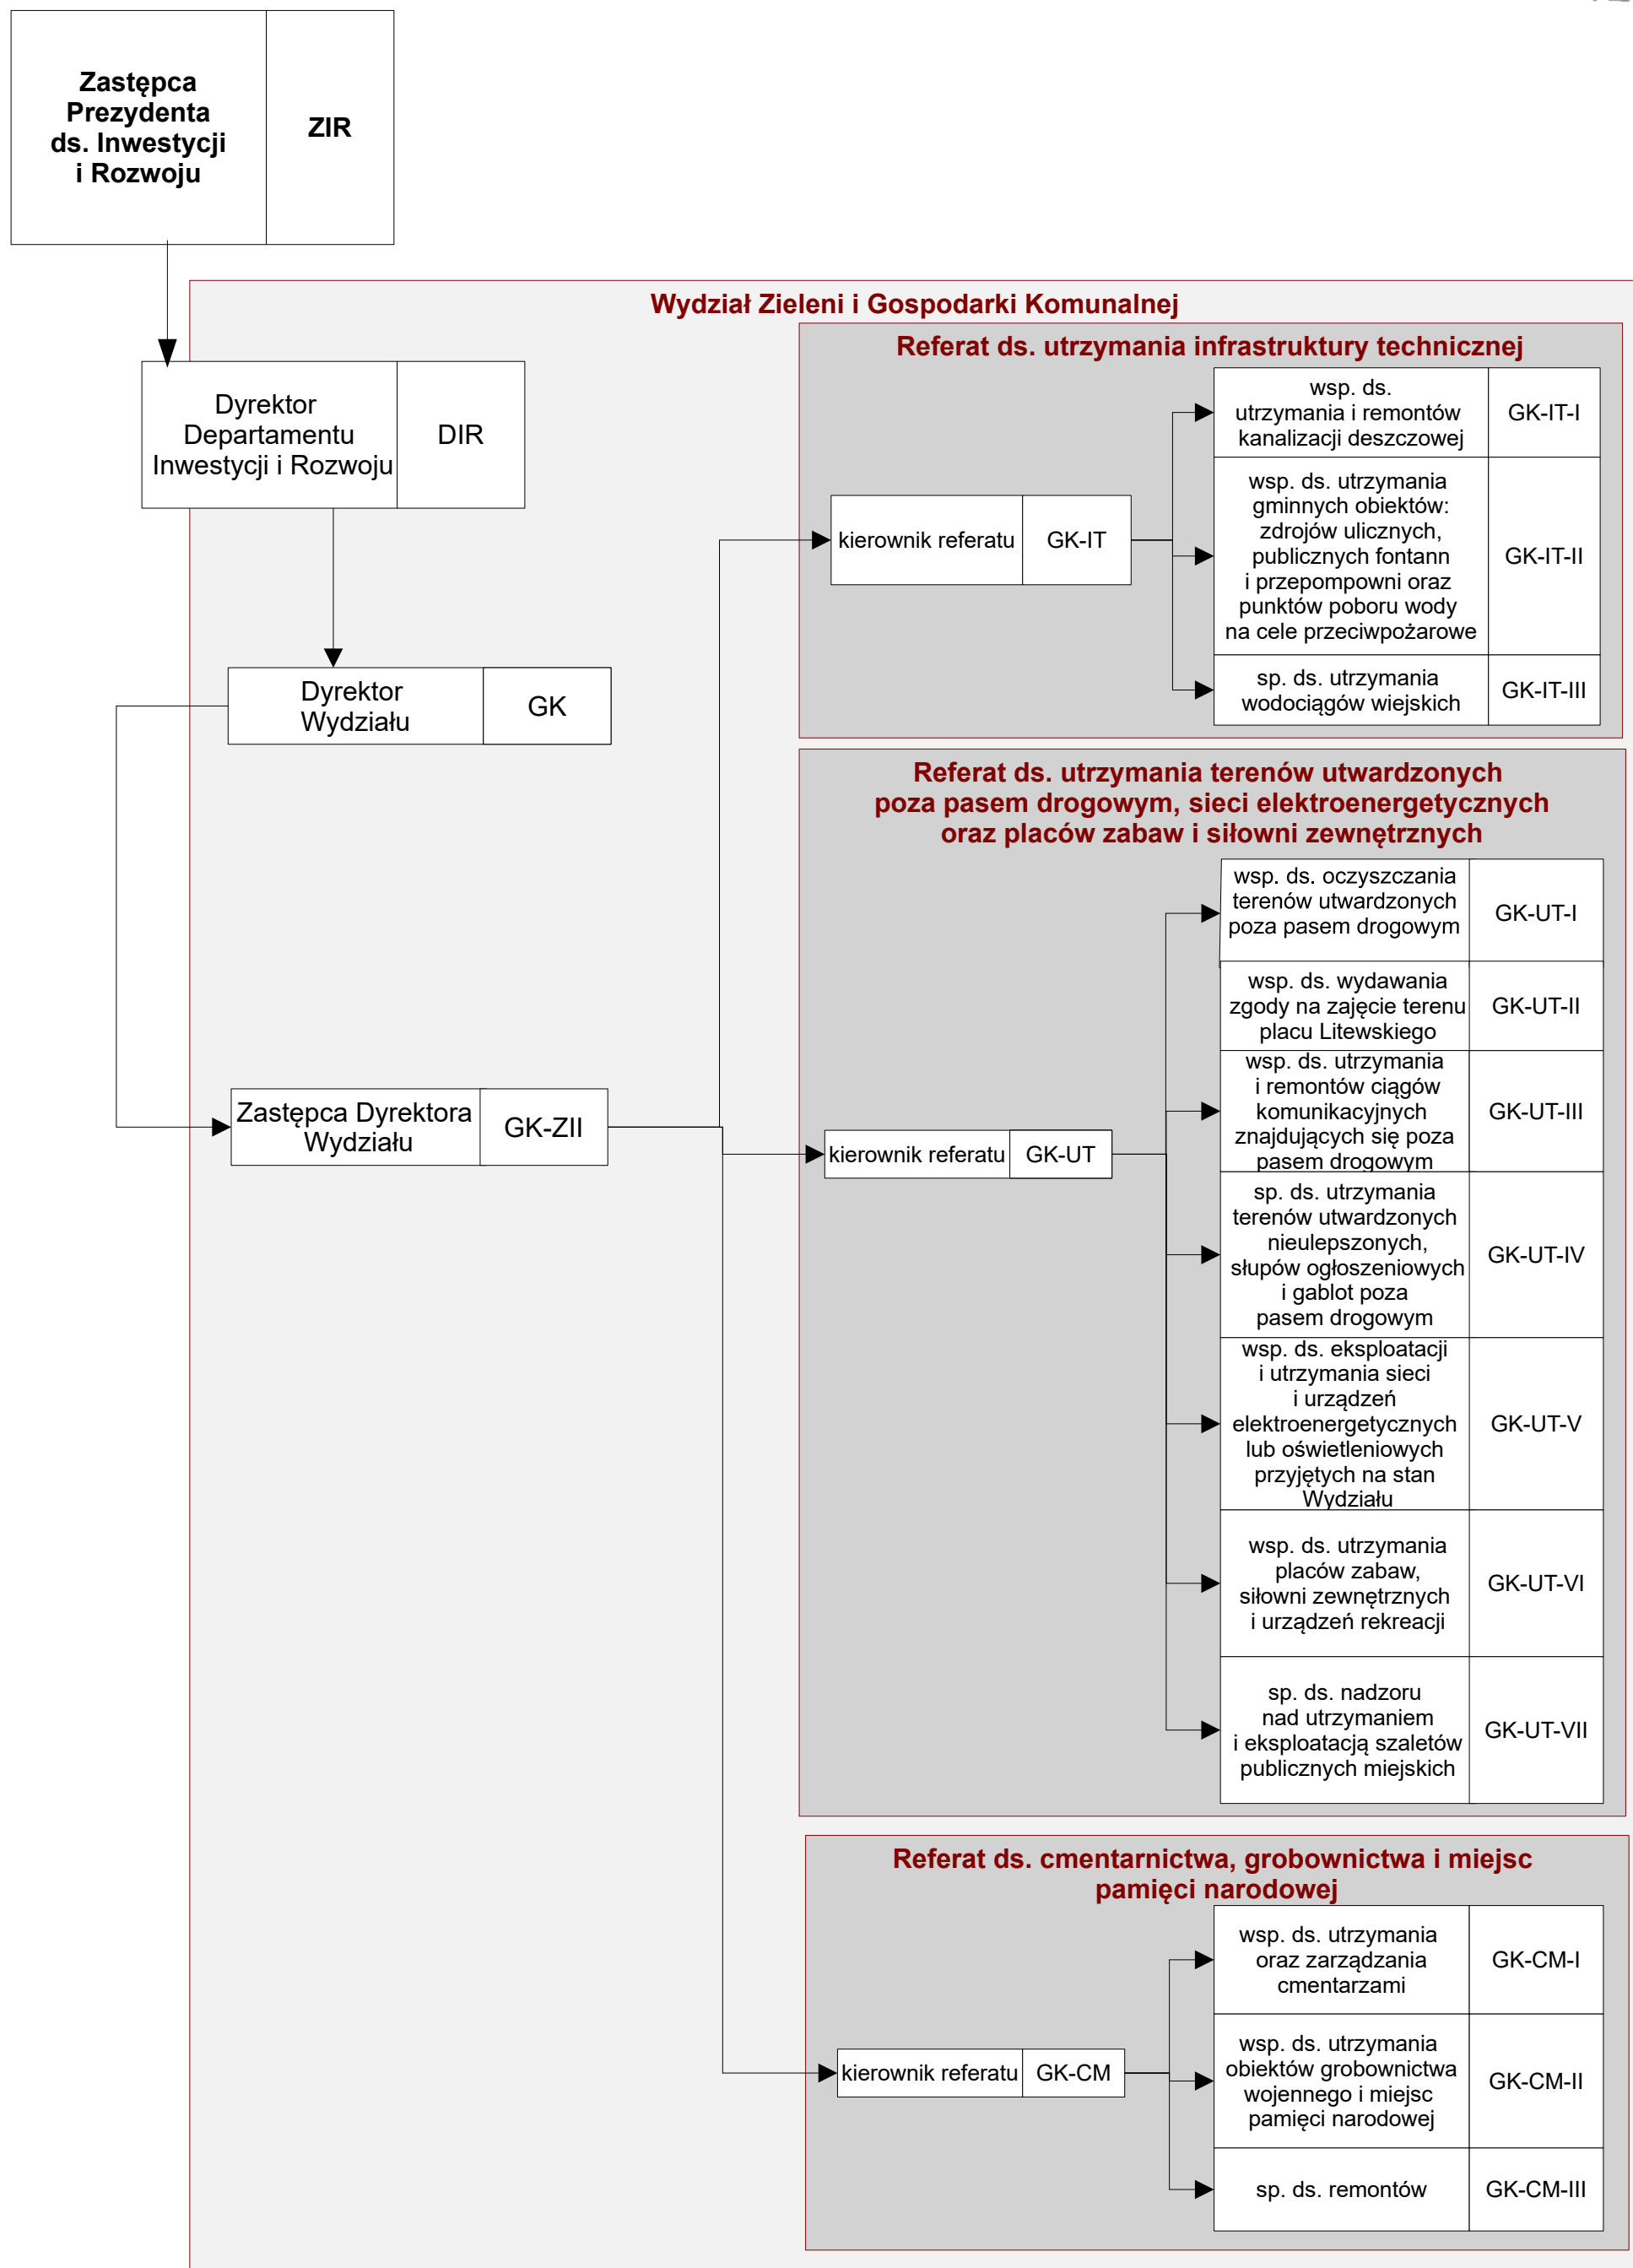 Zastępca
Prezydenta
ds. Inwestycji
i Rozwoju
ZIR
Wydział Zieleni i Gospodarki Komunalnej
Dyrektor
Departamentu
Inwestycji i Rozwoju
DIR
Dyrektor
Wydziału
GK
Zastępca Dyrektora
Wydziału
GK-ZII
Referat ds. utrzymania infrastruktury technicznej
kierownik referatu
GK-IT
wsp. ds.
utrzymania i remontów
kanalizacji deszczowej
GK-IT-I
wsp. ds. utrzymania
gminnych obiektów:
zdrojów ulicznych,
publicznych fontann
i przepompowni oraz
punktów poboru wody
na cele przeciwpożarowe
GK-IT-II
sp. ds. utrzymania
wodociągów wiejskich
GK-IT-III
Referat ds. utrzymania terenów utwardzonych
poza pasem drogowym, sieci elektroenergetycznych
oraz placów zabaw i siłowni zewnętrznych
kierownik referatu
GK-UT
wsp. ds. oczyszczania
terenów utwardzonych
poza pasem drogowym
GK-UT-I
wsp. ds. wydawania
zgody na zajęcie terenu
placu Litewskiego
GK-UT-II
wsp. ds. utrzymania
i remontów ciągów
komunikacyjnych
znajdujących się poza
pasem drogowym
GK-UT-III
sp. ds. utrzymania
terenów utwardzonych
nieulepszonych,
słupów ogłoszeniowych
i gablot poza
pasem drogowym
GK-UT-IV
wsp. ds. eksploatacji
i utrzymania sieci
i urządzeń
elektroenergetycznych
lub oświetleniowych
przyjętych na stan
Wydziału
GK-UT-V
wsp. ds. utrzymania
placów zabaw,
siłowni zewnętrznych
i urządzeń rekreacji
GK-UT-VI
sp. ds. nadzoru
nad utrzymaniem
i eksploatacją szaletów
publicznych miejskich
GK-UT-VII
Referat ds. cmentarnictwa, grobownictwa i miejsc
pamięci narodowej
kierownik referatu
GK-CM
wsp. ds. utrzymania
oraz zarządzania
cmentarzami
GK-CM-I
wsp. ds. utrzymania
obiektów grobownictwa
wojennego i miejsc
pamięci narodowej
GK-CM-II
sp. ds. remontów
GK-CM-III